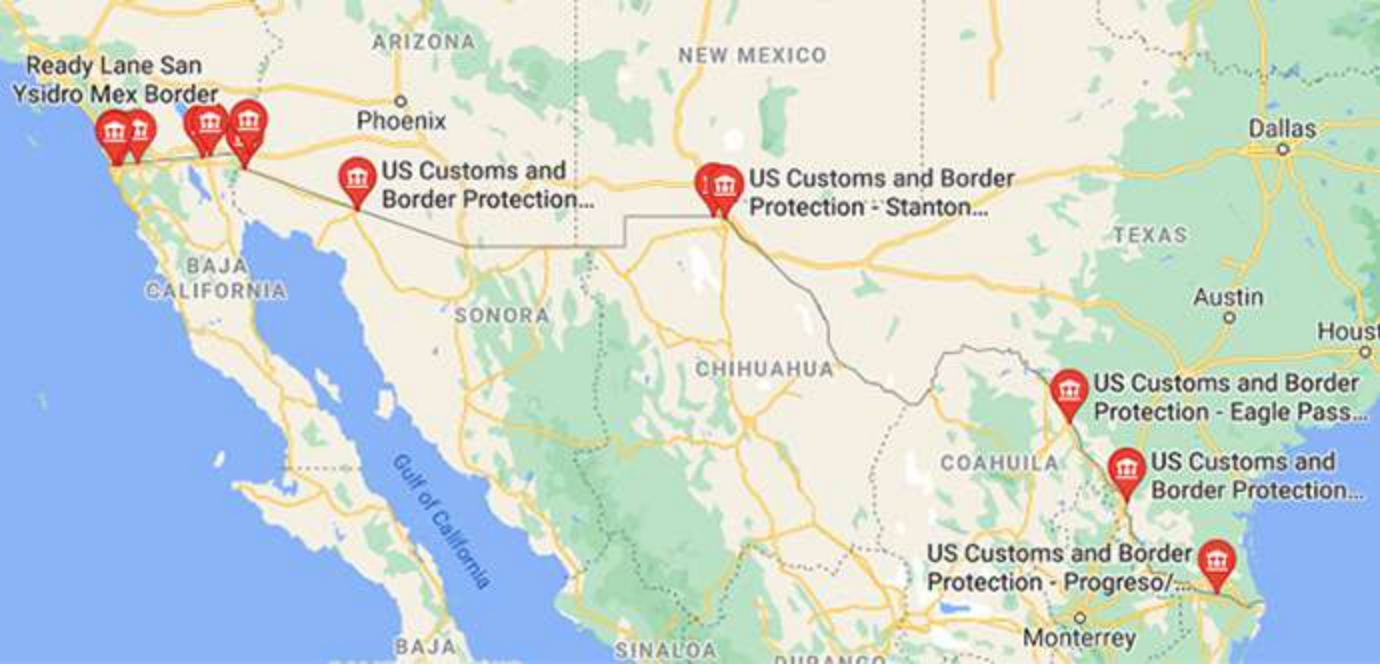 ARIZONA
NEW MEXICO
Ready Lane San
Ysidro Mex Border
Phoenix
Dallas
US Customs and
Border Protection...
US Customs and Border
Protection - Stanton...
TEXAS
BAJA
CALIFORNIA
Austin
SONORA
Houst
CHIHUAHUA
US Customs and Border
Protection - Eagle Pass...
Gulf of California
COAHUILA
US Customs and
Border Protection...
US Customs and Border
Protection - Progreso/...
Monterrey
BAJA
SINALOA
DURANGO